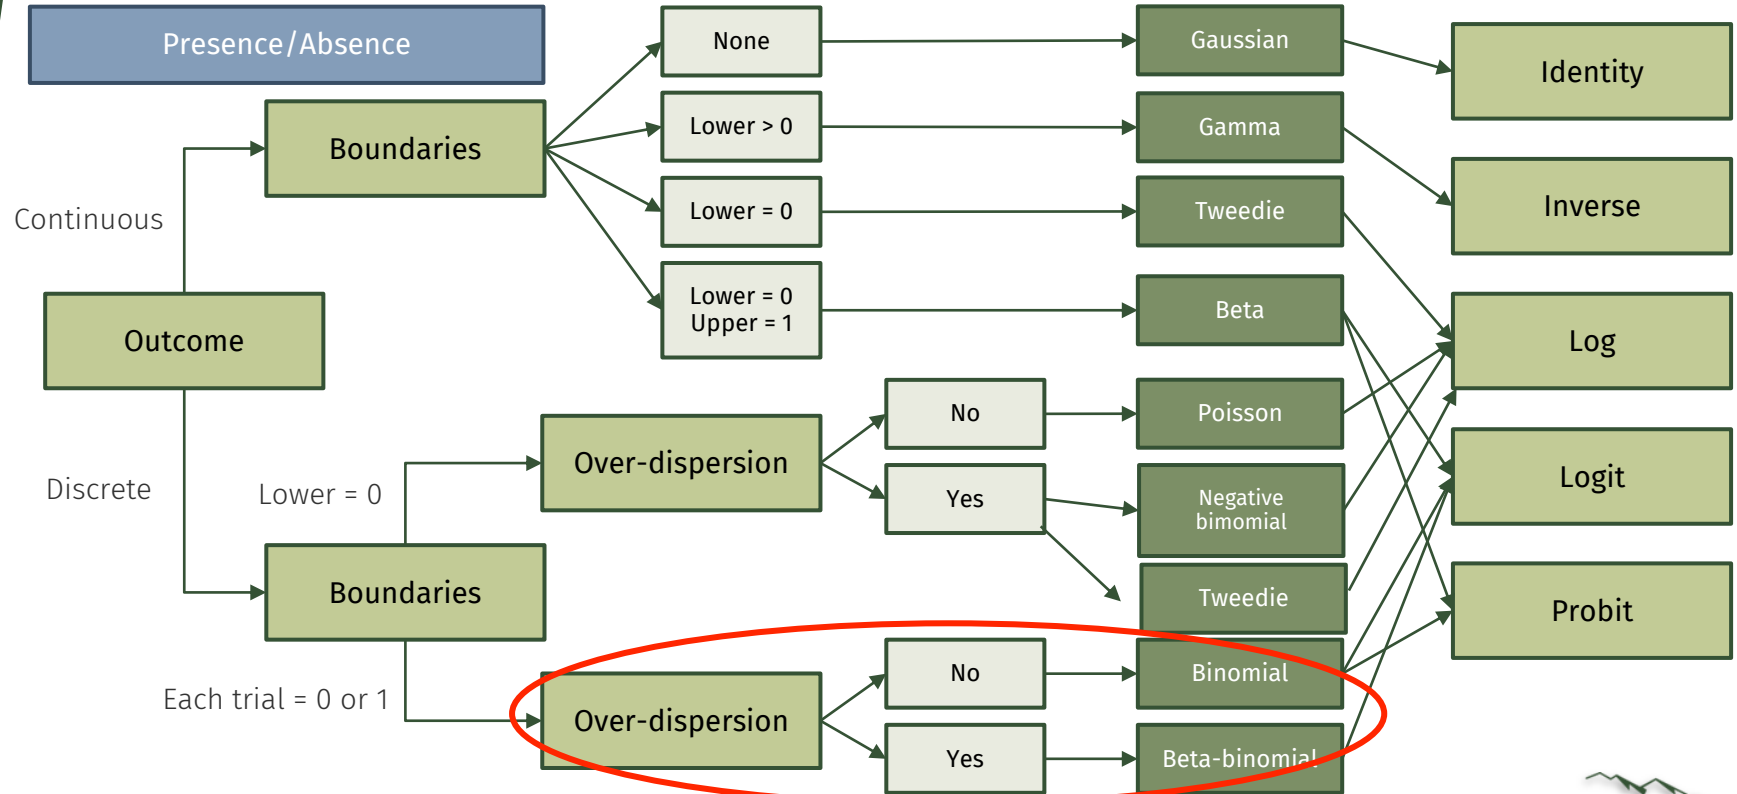 Presence/Absence
None
Gaussian
Identity
Boundaries
Lower > 0
Gamma
Continuous
Lower = 0
Tweedie
Inverse
Outcome
Lower = 0
Upper = 1
Beta
Log
No
Poisson
Discrete
Lower = 0
Over-dispersion
Yes
Negative
bimomial
Logit
Boundaries
Tweedie
Probit
Each trial = 0 or 1
Over-dispersion
No
Binomial
Yes
Beta-binomial